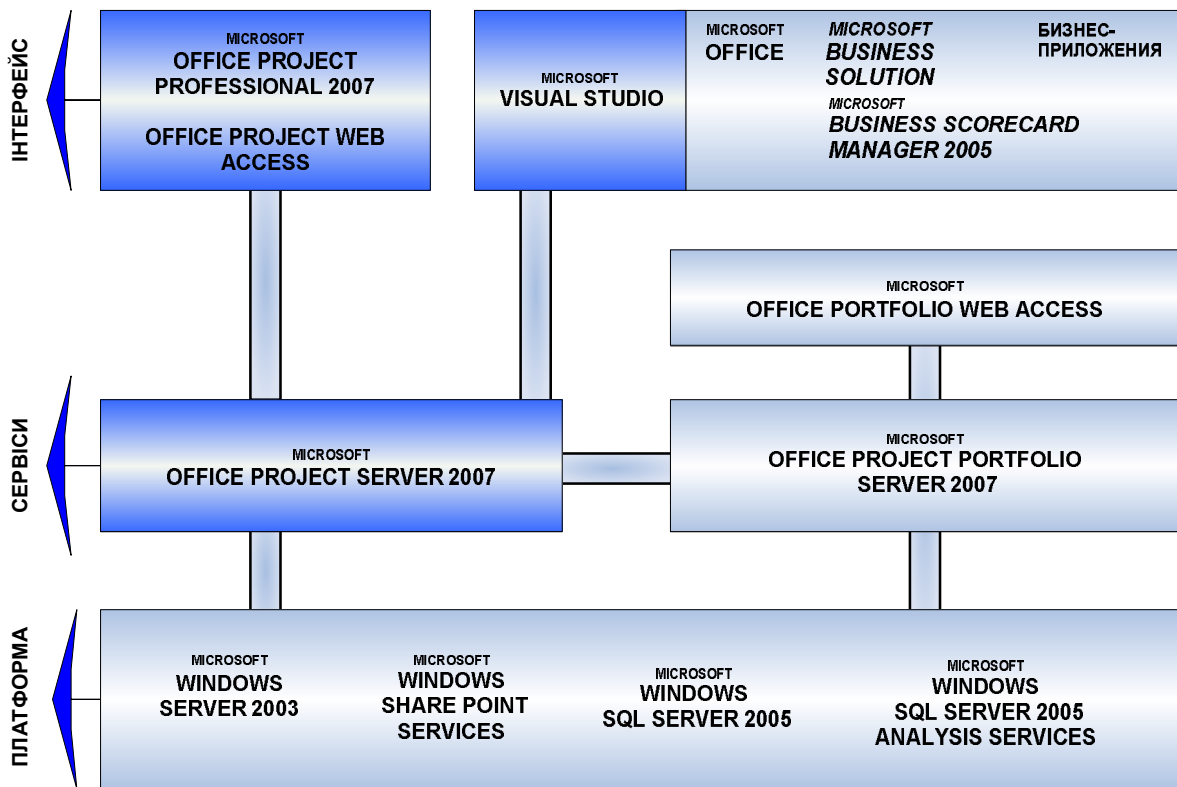 ІНТЕРФЕЙС
MICROSOFT
OFFICE PROJECT
PROFESSIONAL 2007
OFFICE PROJECT WEB
ACCESS
MICROSOFT
VISUAL STUDIO
MICROSOFT
OFFICE
MICROSOFT
BUSINESS
SOLUTION
MICROSOFT
BUSINESS SCORECARD
MANAGER 2005
БИЗНЕС-
ПРИЛОЖЕНИЯ
MICROSOFT
OFFICE PORTFOLIO WEB ACCESS
СЕРВІСИ
MICROSOFT
OFFICE PROJECT SERVER 2007
MICROSOFT
OFFICE PROJECT PORTFOLIO
SERVER 2007
ПЛАТФОРМА
MICROSOFT
WINDOWS
SERVER 2003
MICROSOFT
WINDOWS
SHARE POINT
SERVICES
MICROSOFT
WINDOWS
SQL SERVER 2005
MICROSOFT
WINDOWS
SQL SERVER 2005
ANALYSIS SERVICES